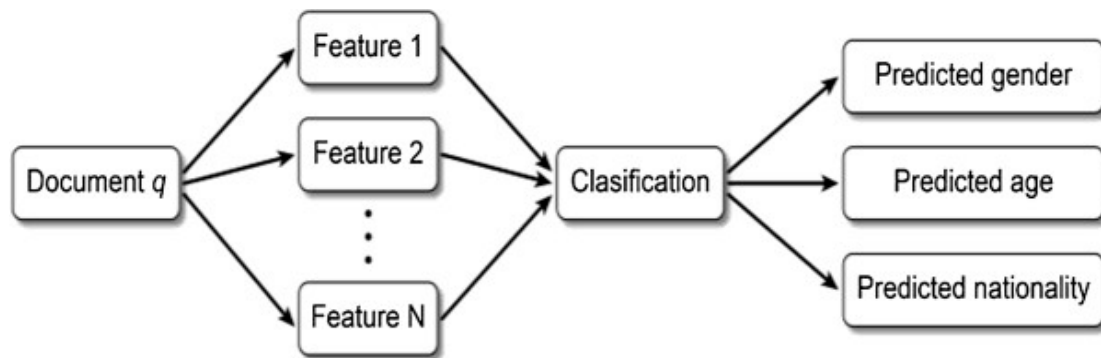 Document q
Feature 1
Feature 2
Feature N
Clasification
Predicted gender
Predicted age
Predicted nationality